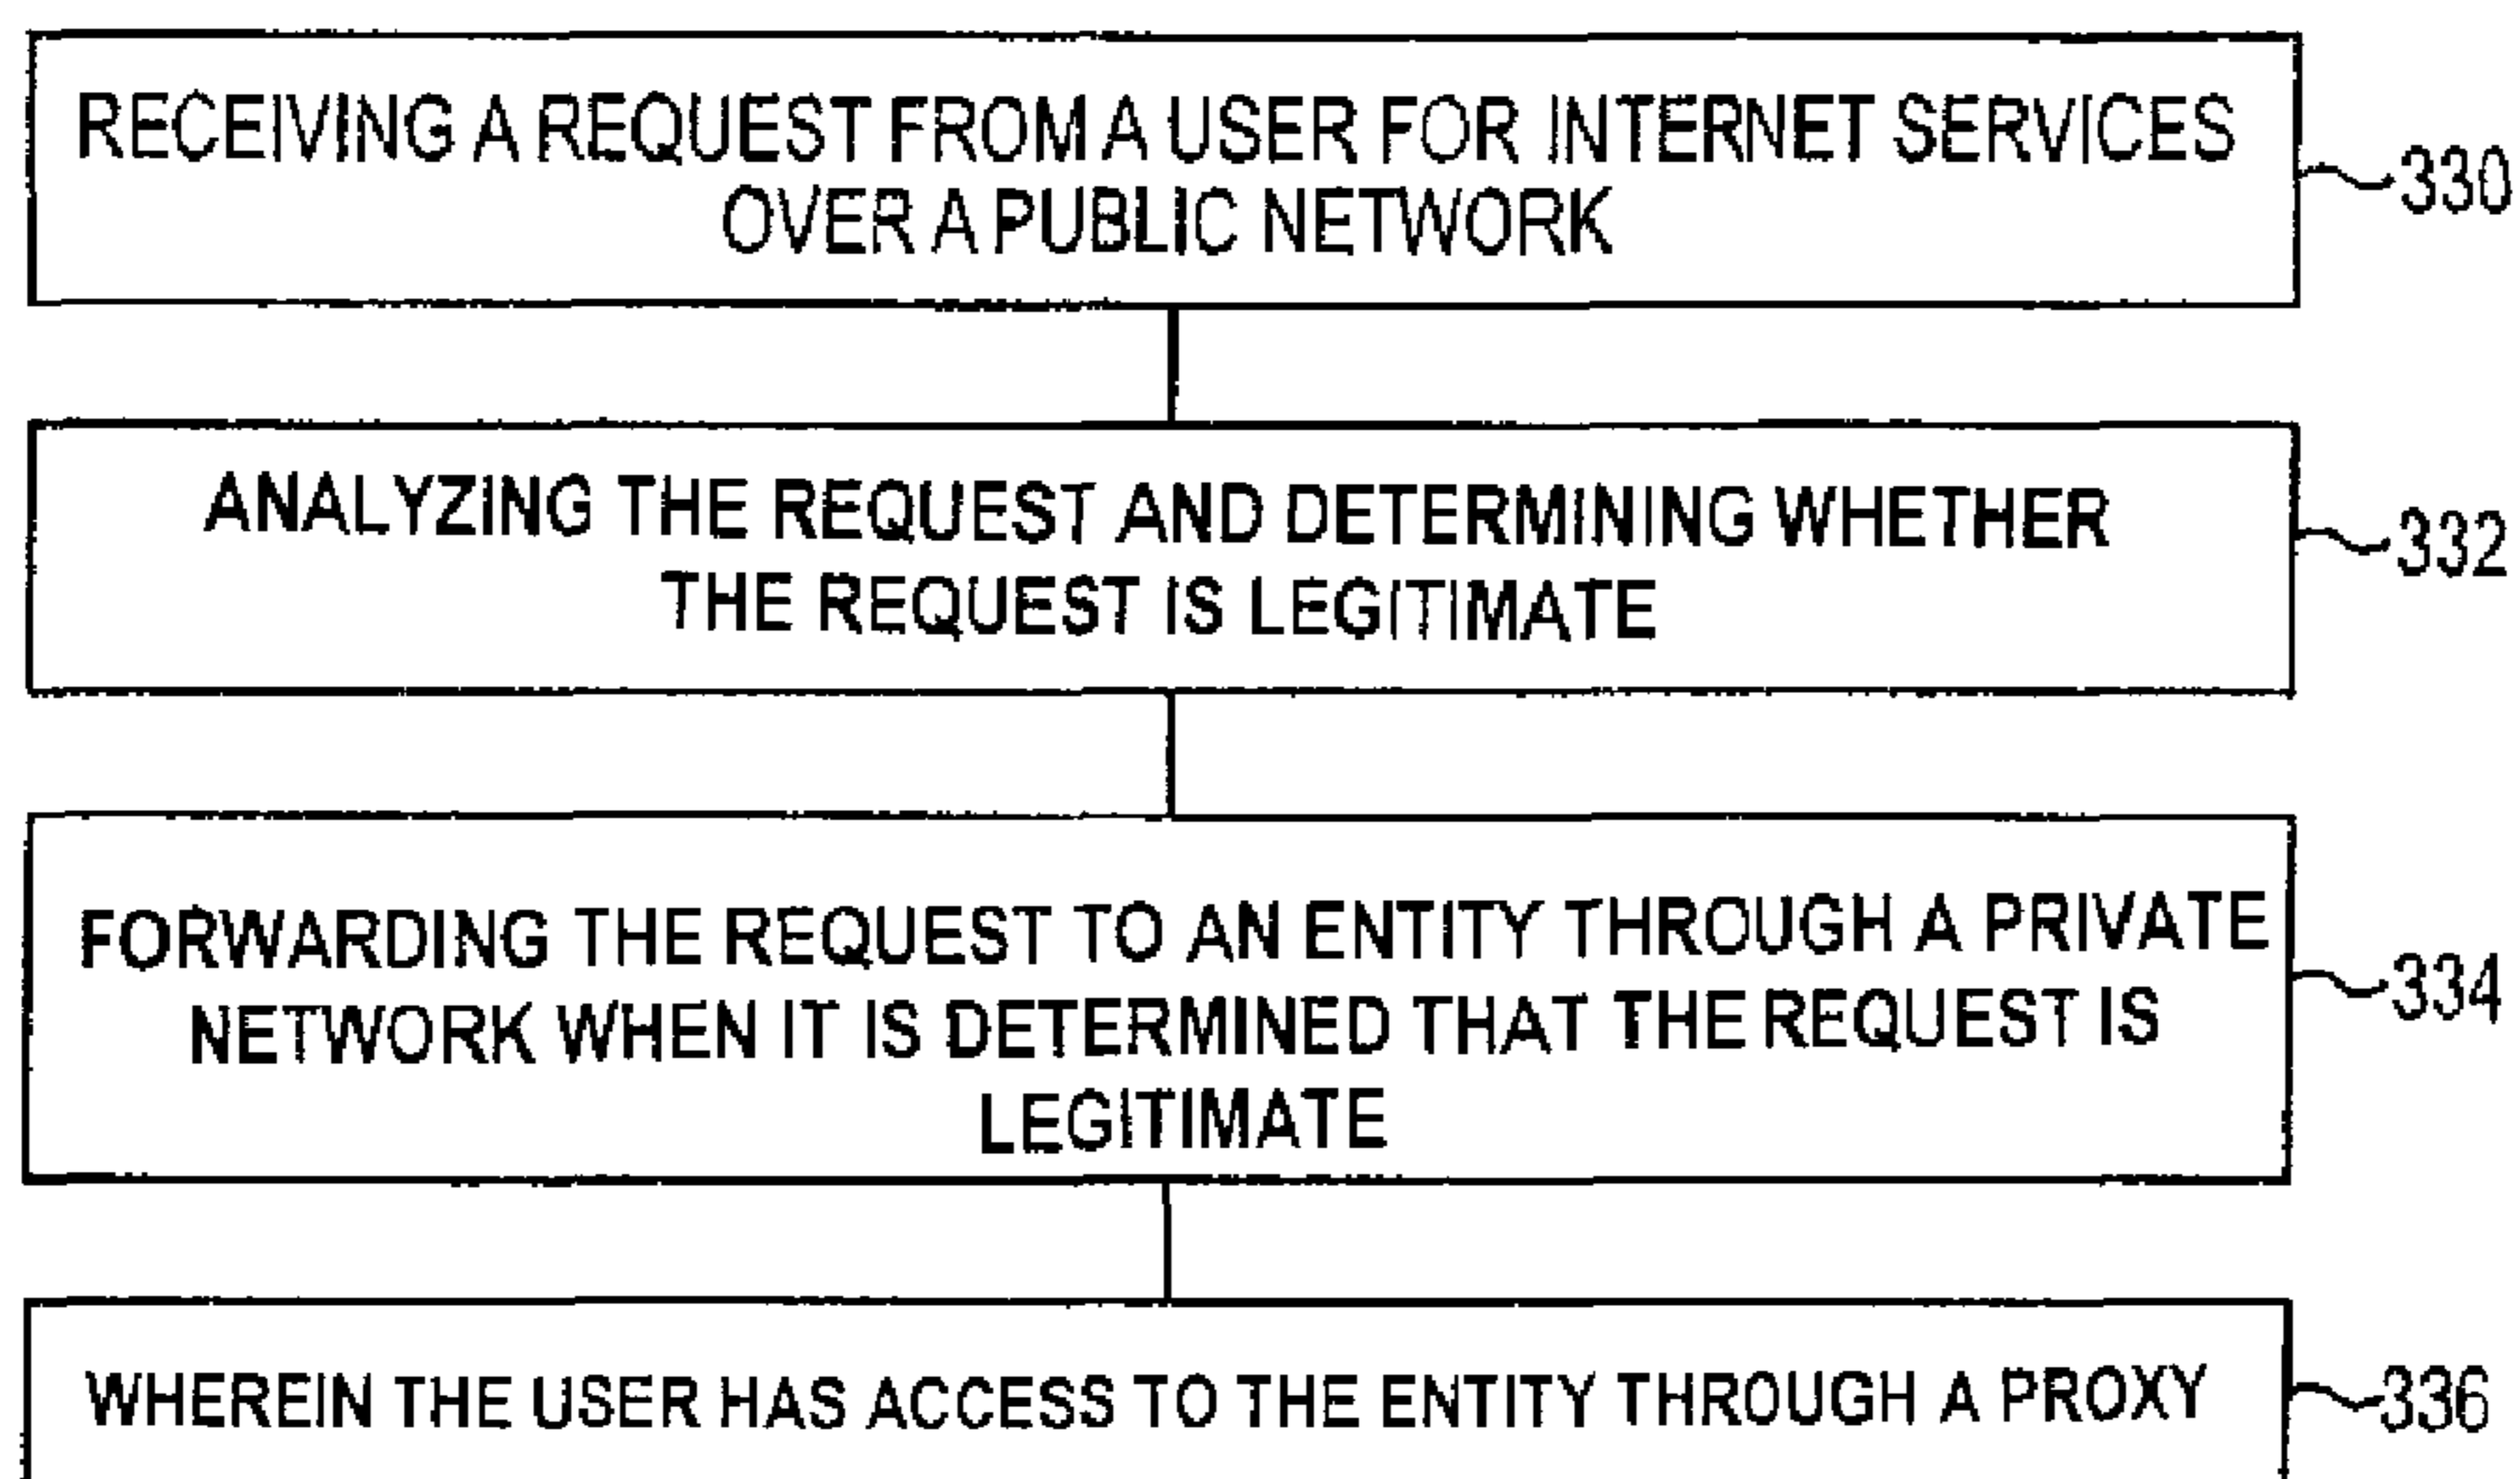 RECEIVING A REQUEST FROM A USER FOR INTERNET SERVICES
OVER A PUBLIC NETWORK
330
ANALYZING THE REQUEST AND DETERMINING WHETHER
THE REQUEST IS LEGITIMATE
332
FORWARDING THE REQUEST TO AN ENTITY THROUGH A PRIVATE
NETWORK WHEN IT IS DETERMINED THAT THE REQUEST IS
LEGITIMATE
334
WHEREIN THE USER HAS ACCESS TO THE ENTITY THROUGH A PROXY
336